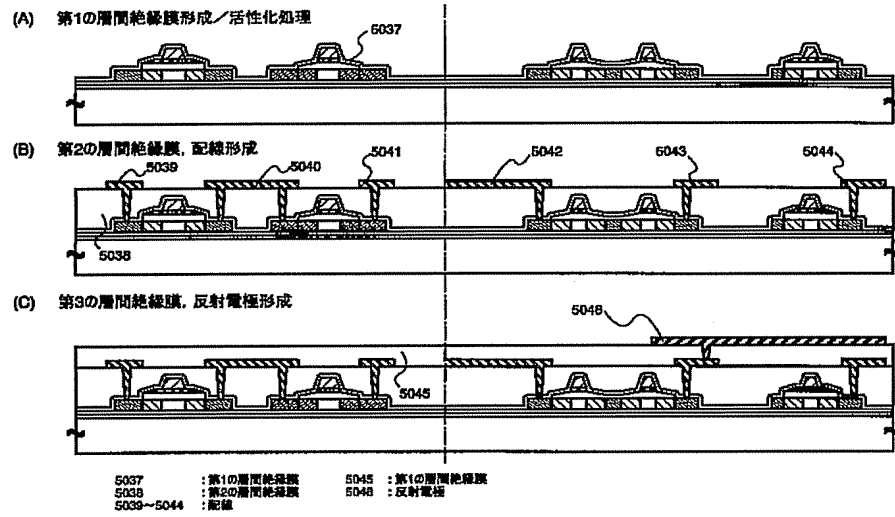 (A) 第1の層間絶縁膜形成／活性化処理
5037
(B) 第2の層間絶縁膜, 配線形成
5039
5040
5041
5042
5043
5044
5038
(C) 第3の層間絶縁膜, 反射電極形成
5046
5045
5037 : 第1の層間絶縁膜 5045 : 第1の層間絶縁膜
5038 : 第2の層間絶縁膜 5046 : 反射電極
5039～5044 : 配線